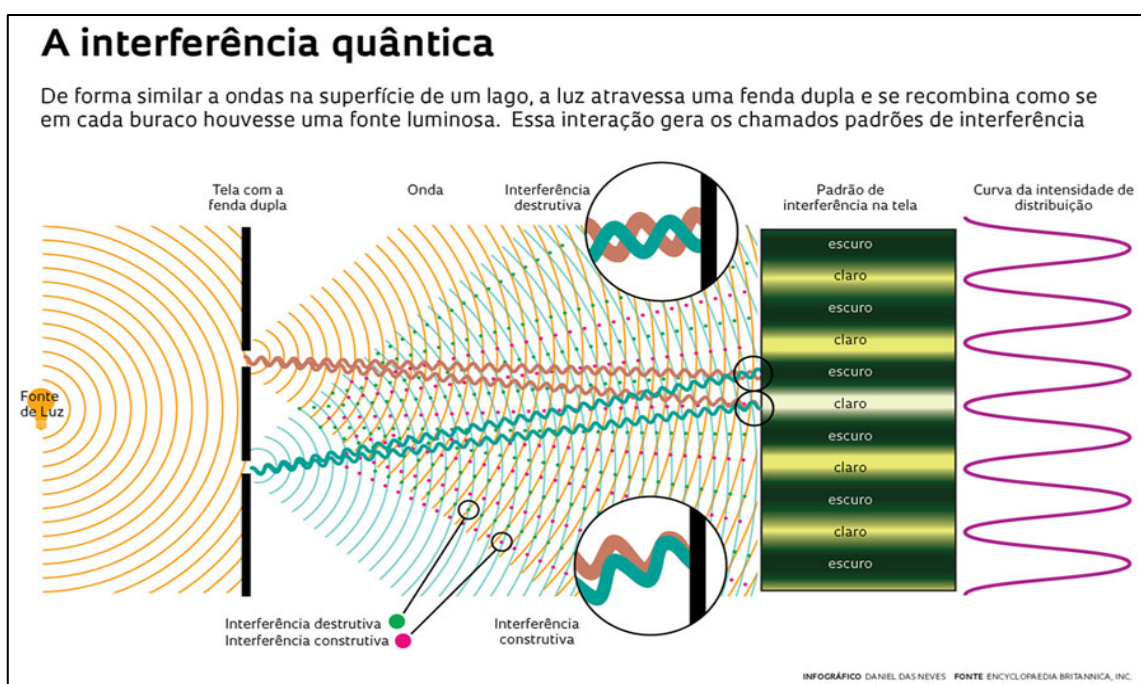 A interferência quântica
De forma similar a ondas na superfície de um lago, a luz atravessa uma fenda dupla e se recombina como se
em cada buraco houvesse uma fonte luminosa. Essa interação gera os chamados padrões de interferência
Tela com a
fenda dupla
Onda
Interferência
destrutiva
Padrão de
interferência na tela
Curva da intensidade de
distribuição
Fonte
de Luz
escuro
claro
escuro
claro
escuro
claro
escuro
claro
escuro
claro
escuro
Interferência destrutiva
Interferência construtiva
Interferência
construtiva
INFOGRÁFICO DANIEL DAS NEVES FONTE ENCYCLOPAEDIA BRITANNICA, INC.